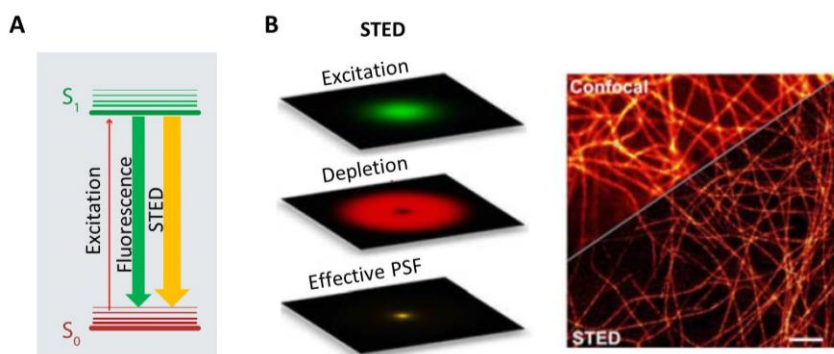 A
S1
Excitation
Fluorescence
STED
S0
B
STED
Excitation
Depletion
Effective PSF
Confocal
STED